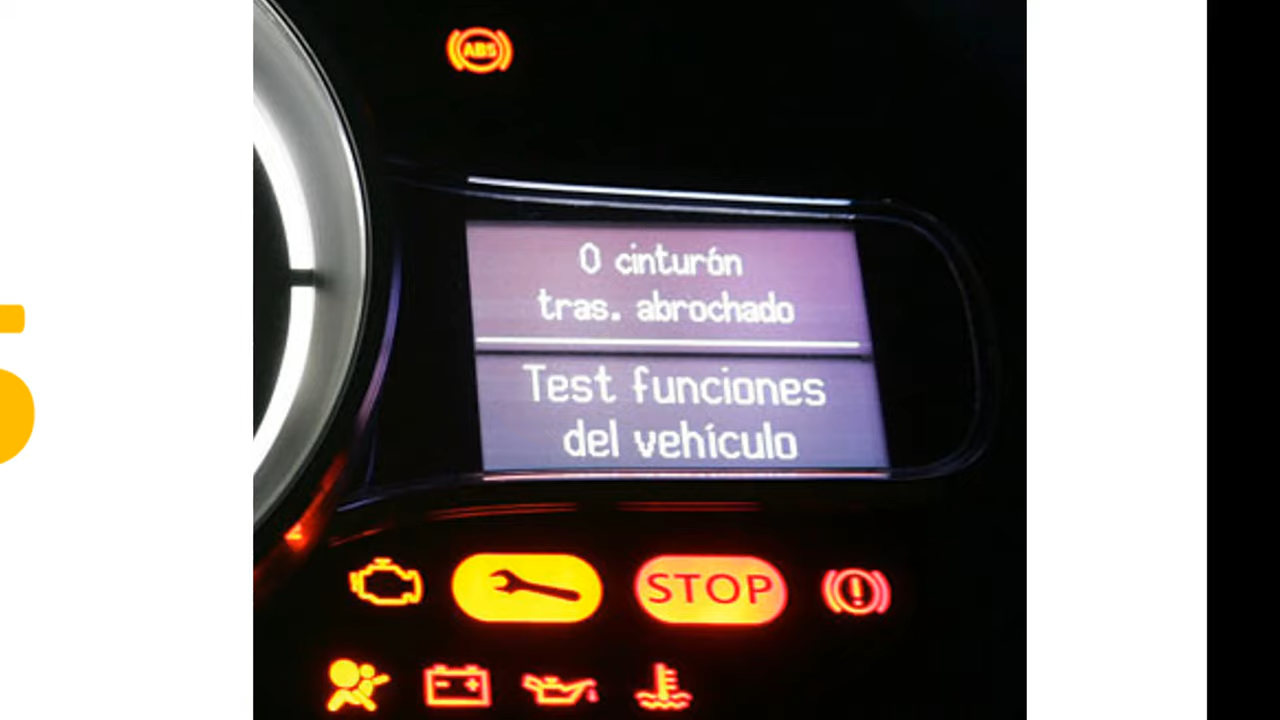 ABS
0 cinturón
tras. abrochado
Test funciones
del vehículo
STOP